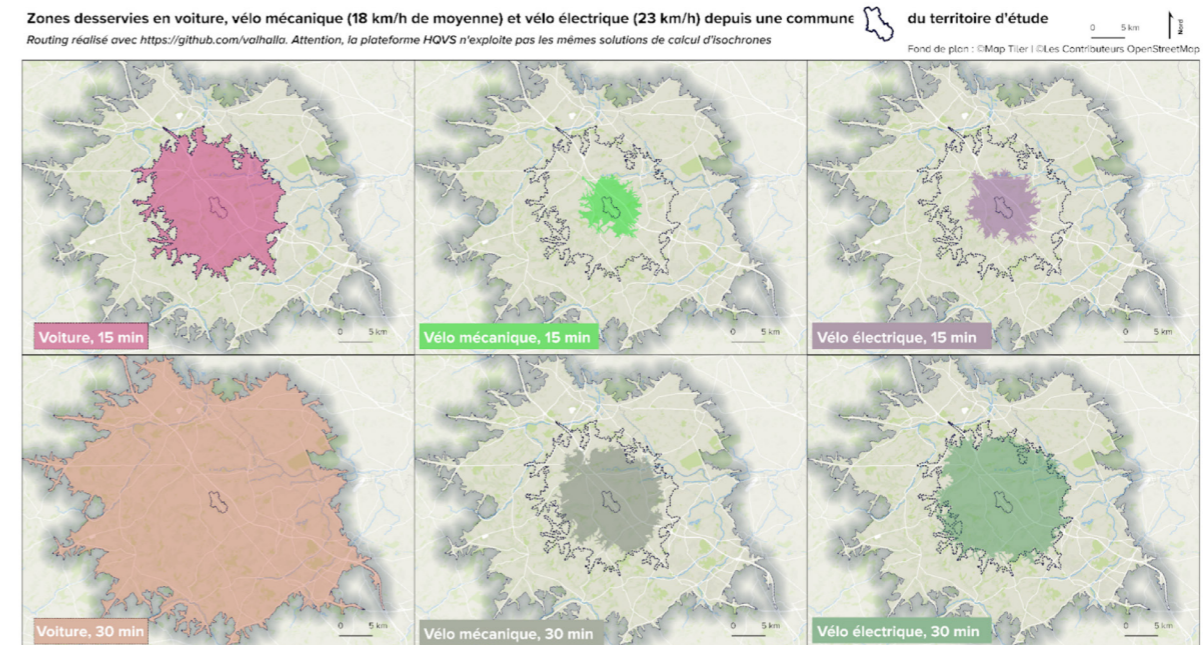 Zones desservies en voiture, vélo mécanique (18 km/h de moyenne) et vélo électrique (23 km/h) depuis une commune du territoire d'étude
Routing réalisé avec https://github.com/valhalla. Attention, la plateforme HQVS n'exploite pas les mêmes solutions de calcul d'isochrones
0 5 km
Nord
Fond de plan : ©Map Tiler | ©Les Contributeurs OpenStreetMap
Voiture, 15 min
0 5 km
Vélo mécanique, 15 min
0 5 km
Vélo électrique, 15 min
0 5 km
Voiture, 30 min
0 5 km
Vélo mécanique, 30 min
0 5 km
Vélo électrique, 30 min
0 5 km